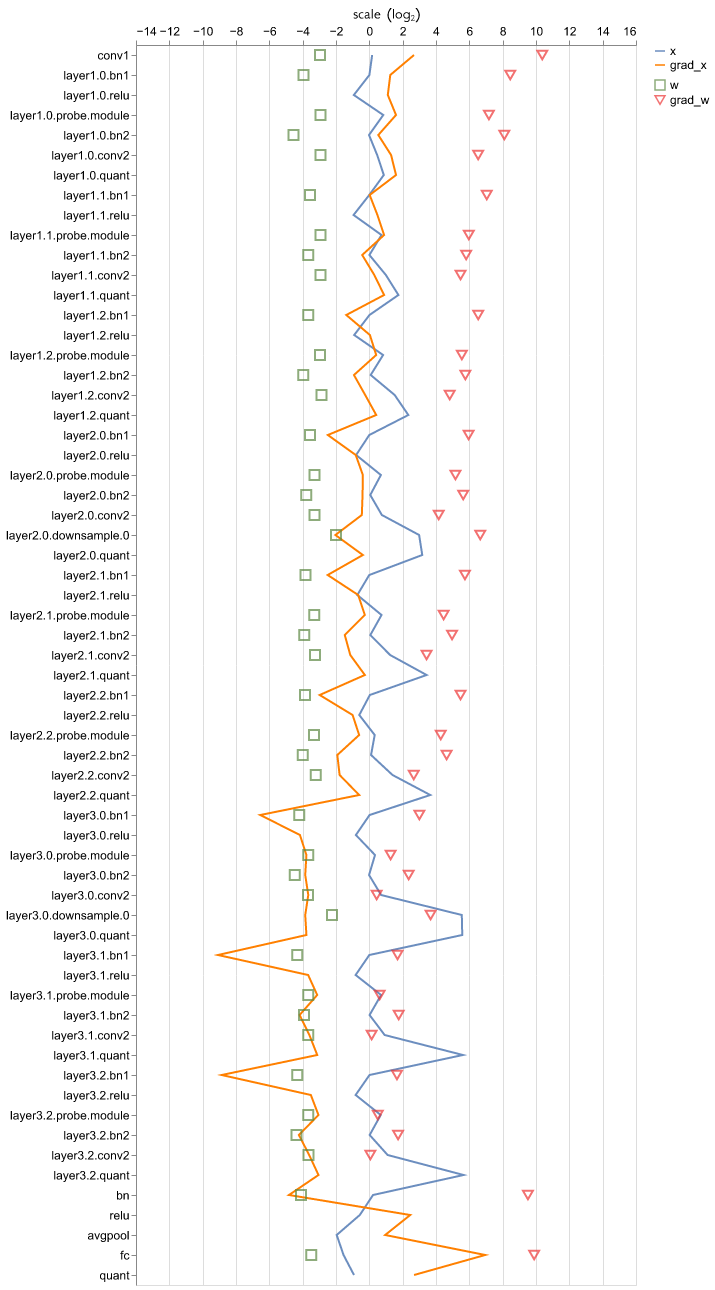 scale (log₂)
−14 −12 −10 −8 −6 −4 −2 0 2 4 6 8 10 12 14 16
x
grad_x
w
grad_w
conv1
layer1.0.bn1
layer1.0.relu
layer1.0.probe.module
layer1.0.bn2
layer1.0.conv2
layer1.0.quant
layer1.1.bn1
layer1.1.relu
layer1.1.probe.module
layer1.1.bn2
layer1.1.conv2
layer1.1.quant
layer1.2.bn1
layer1.2.relu
layer1.2.probe.module
layer1.2.bn2
layer1.2.conv2
layer1.2.quant
layer2.0.bn1
layer2.0.relu
layer2.0.probe.module
layer2.0.bn2
layer2.0.conv2
layer2.0.downsample.0
layer2.0.quant
layer2.1.bn1
layer2.1.relu
layer2.1.probe.module
layer2.1.bn2
layer2.1.conv2
layer2.1.quant
layer2.2.bn1
layer2.2.relu
layer2.2.probe.module
layer2.2.bn2
layer2.2.conv2
layer2.2.quant
layer3.0.bn1
layer3.0.relu
layer3.0.probe.module
layer3.0.bn2
layer3.0.conv2
layer3.0.downsample.0
layer3.0.quant
layer3.1.bn1
layer3.1.relu
layer3.1.probe.module
layer3.1.bn2
layer3.1.conv2
layer3.1.quant
layer3.2.bn1
layer3.2.relu
layer3.2.probe.module
layer3.2.bn2
layer3.2.conv2
layer3.2.quant
bn
relu
avgpool
fc
quant